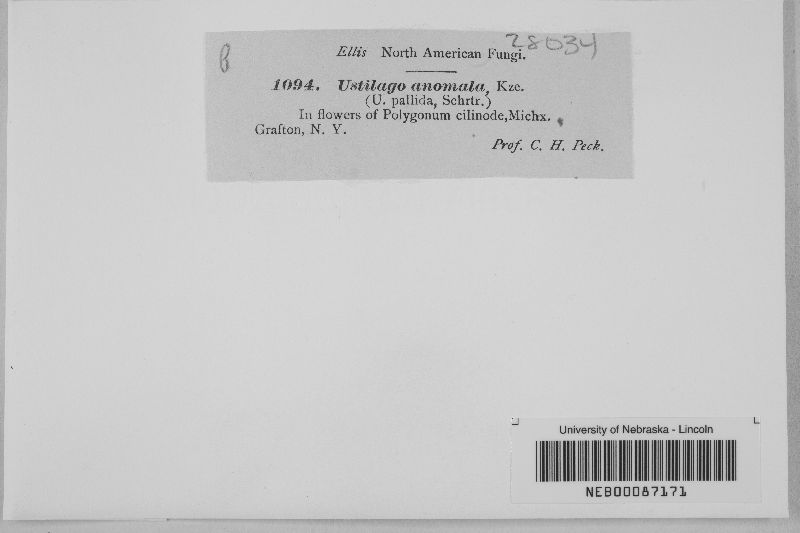 28034
B
Ellis North American Fungi.
1094. Ustilago anomala, Kze.
(U. pallida, Schrtr.)
In flowers of Polygonum cilinode,Michx.
Grafton, N. Y.
Prof. C. H. Peck.
University of Nebraska - Lincoln
NEB00087171